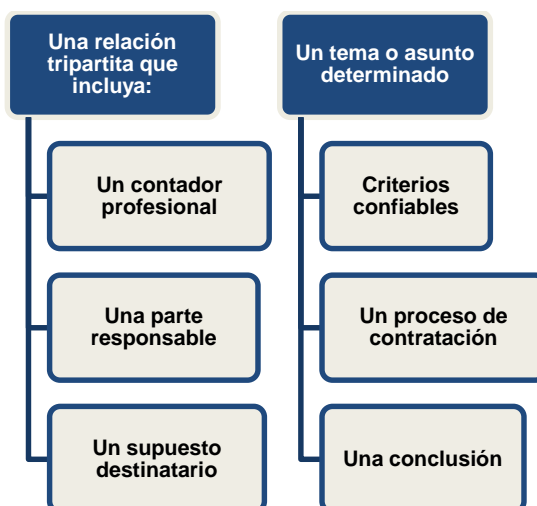 Una relación
tripartita que
incluya:
Un contador
profesional
Una parte
responsable
Un supuesto
destinatario
Un tema o asunto
determinado
Criterios
confiables
Un proceso de
contratación
Una conclusión